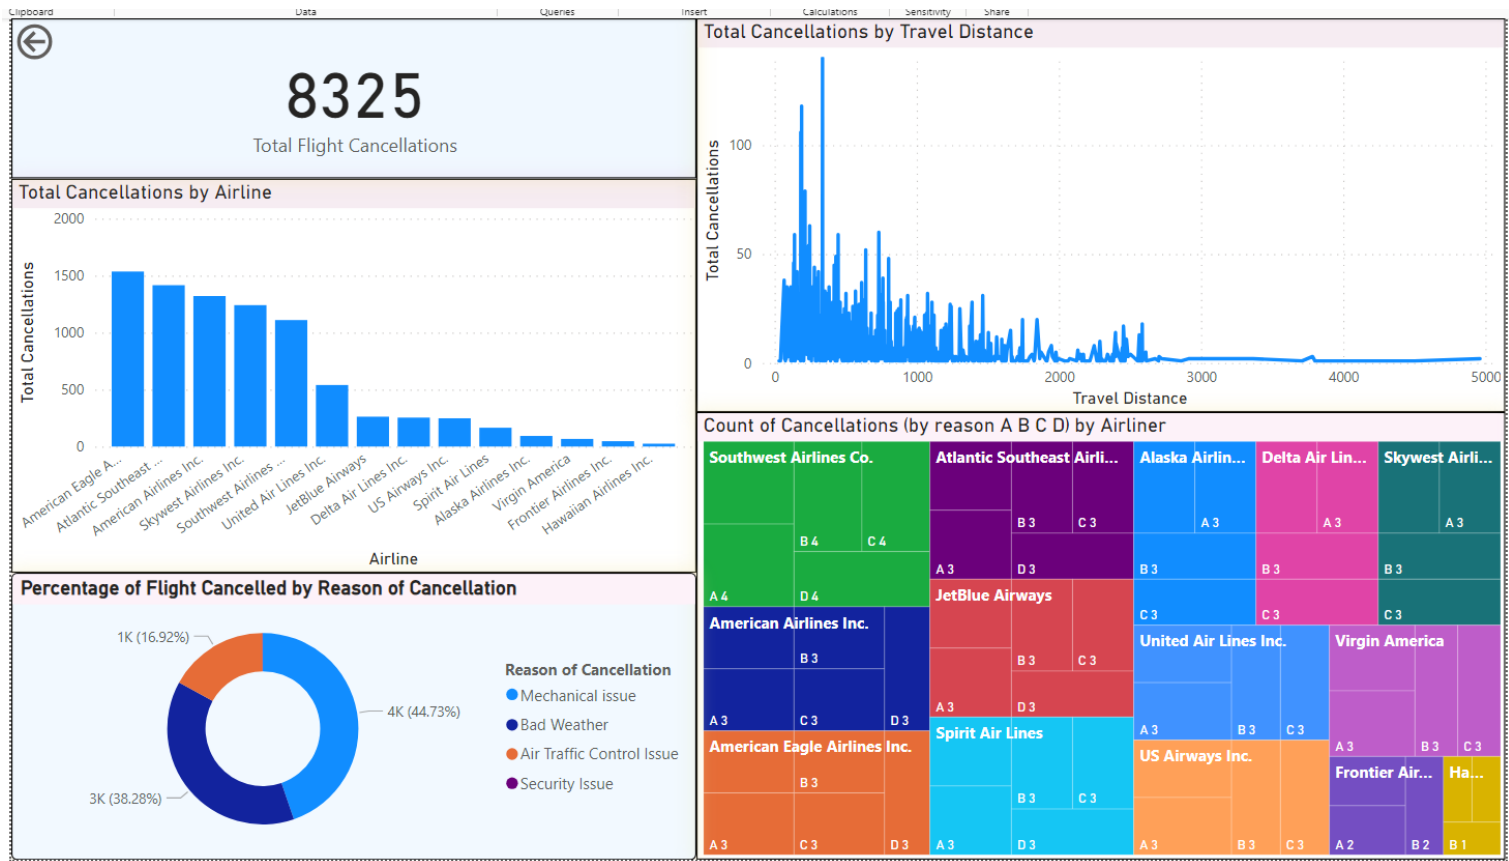 Clipboard Data Queries Insert Calculations Sensitivity Share
8325
Total Flight Cancellations
Total Cancellations by Airline
Total Cancellations
2000
1500
1000
500
0
American Eagle A...
Atlantic Southeast ...
American Airlines Inc.
Skywest Airlines Inc.
Southwest Airlines ...
United Air Lines Inc.
JetBlue Airways
Delta Air Lines Inc.
US Airways Inc.
Spirit Air Lines
Alaska Airlines Inc.
Virgin America
Frontier Airlines Inc.
Hawaiian Airlines Inc.
Airline
Percentage of Flight Cancelled by Reason of Cancellation
1K (16.92%)
4K (44.73%)
3K (38.28%)
Reason of Cancellation
Mechanical issue
Bad Weather
Air Traffic Control Issue
Security Issue
Total Cancellations by Travel Distance
Total Cancellations
100
50
0
0 1000 2000 3000 4000 5000
Travel Distance
Count of Cancellations (by reason A B C D) by Airliner
Southwest Airlines Co.
B 4 C 4
A 4 D 4
American Airlines Inc.
B 3
A 3 C 3 D 3
American Eagle Airlines Inc.
B 3
A 3 C 3 D 3
Atlantic Southeast Airli...
B 3 C 3
A 3 D 3
JetBlue Airways
B 3 C 3
A 3 D 3
Spirit Air Lines
B 3 C 3
A 3 D 3
Alaska Airlin...
A 3
B 3
C 3
Delta Air Lin...
A 3
B 3
C 3
Skywest Airli...
A 3
B 3
C 3
United Air Lines Inc.
A 3 B 3 C 3
US Airways Inc.
A 3 B 3 C 3
Virgin America
A 3 B 3 C 3
Frontier Air...
A 2 B 2
Ha...
B 1